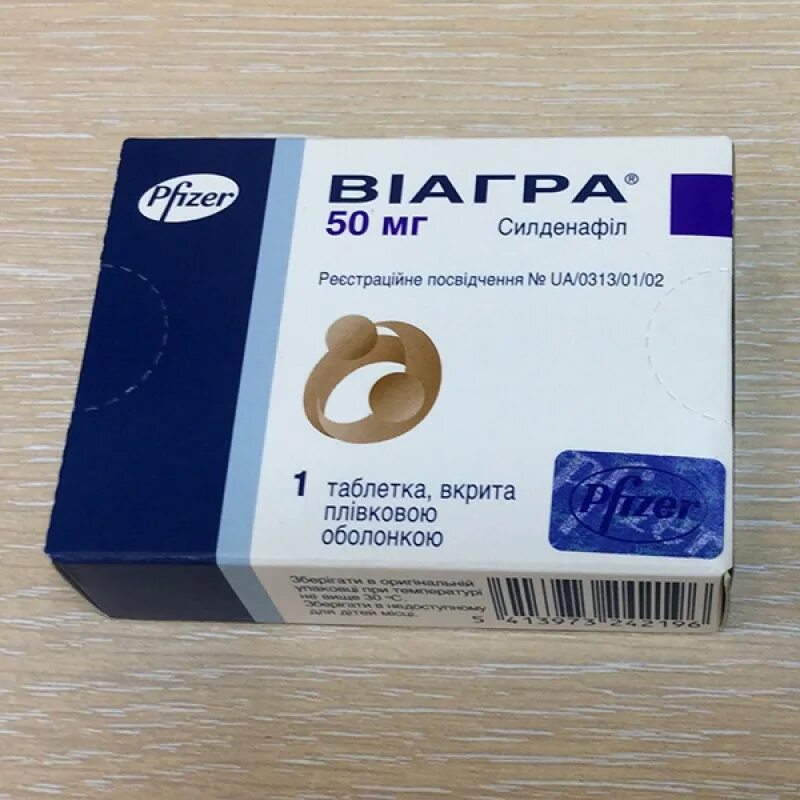 Pfizer
ВІАГРА®
50 мг
Силденафіл
Реєстраційне посвідчення № UA/0313/01/02
1 таблетка, вкрита
плівковою
оболонкою
Pfizer
Зберігати в оригінальній
упаковці при температурі
не вище 30 °С.
Зберігати в недоступному
для дітей місці.
5 413973 242196